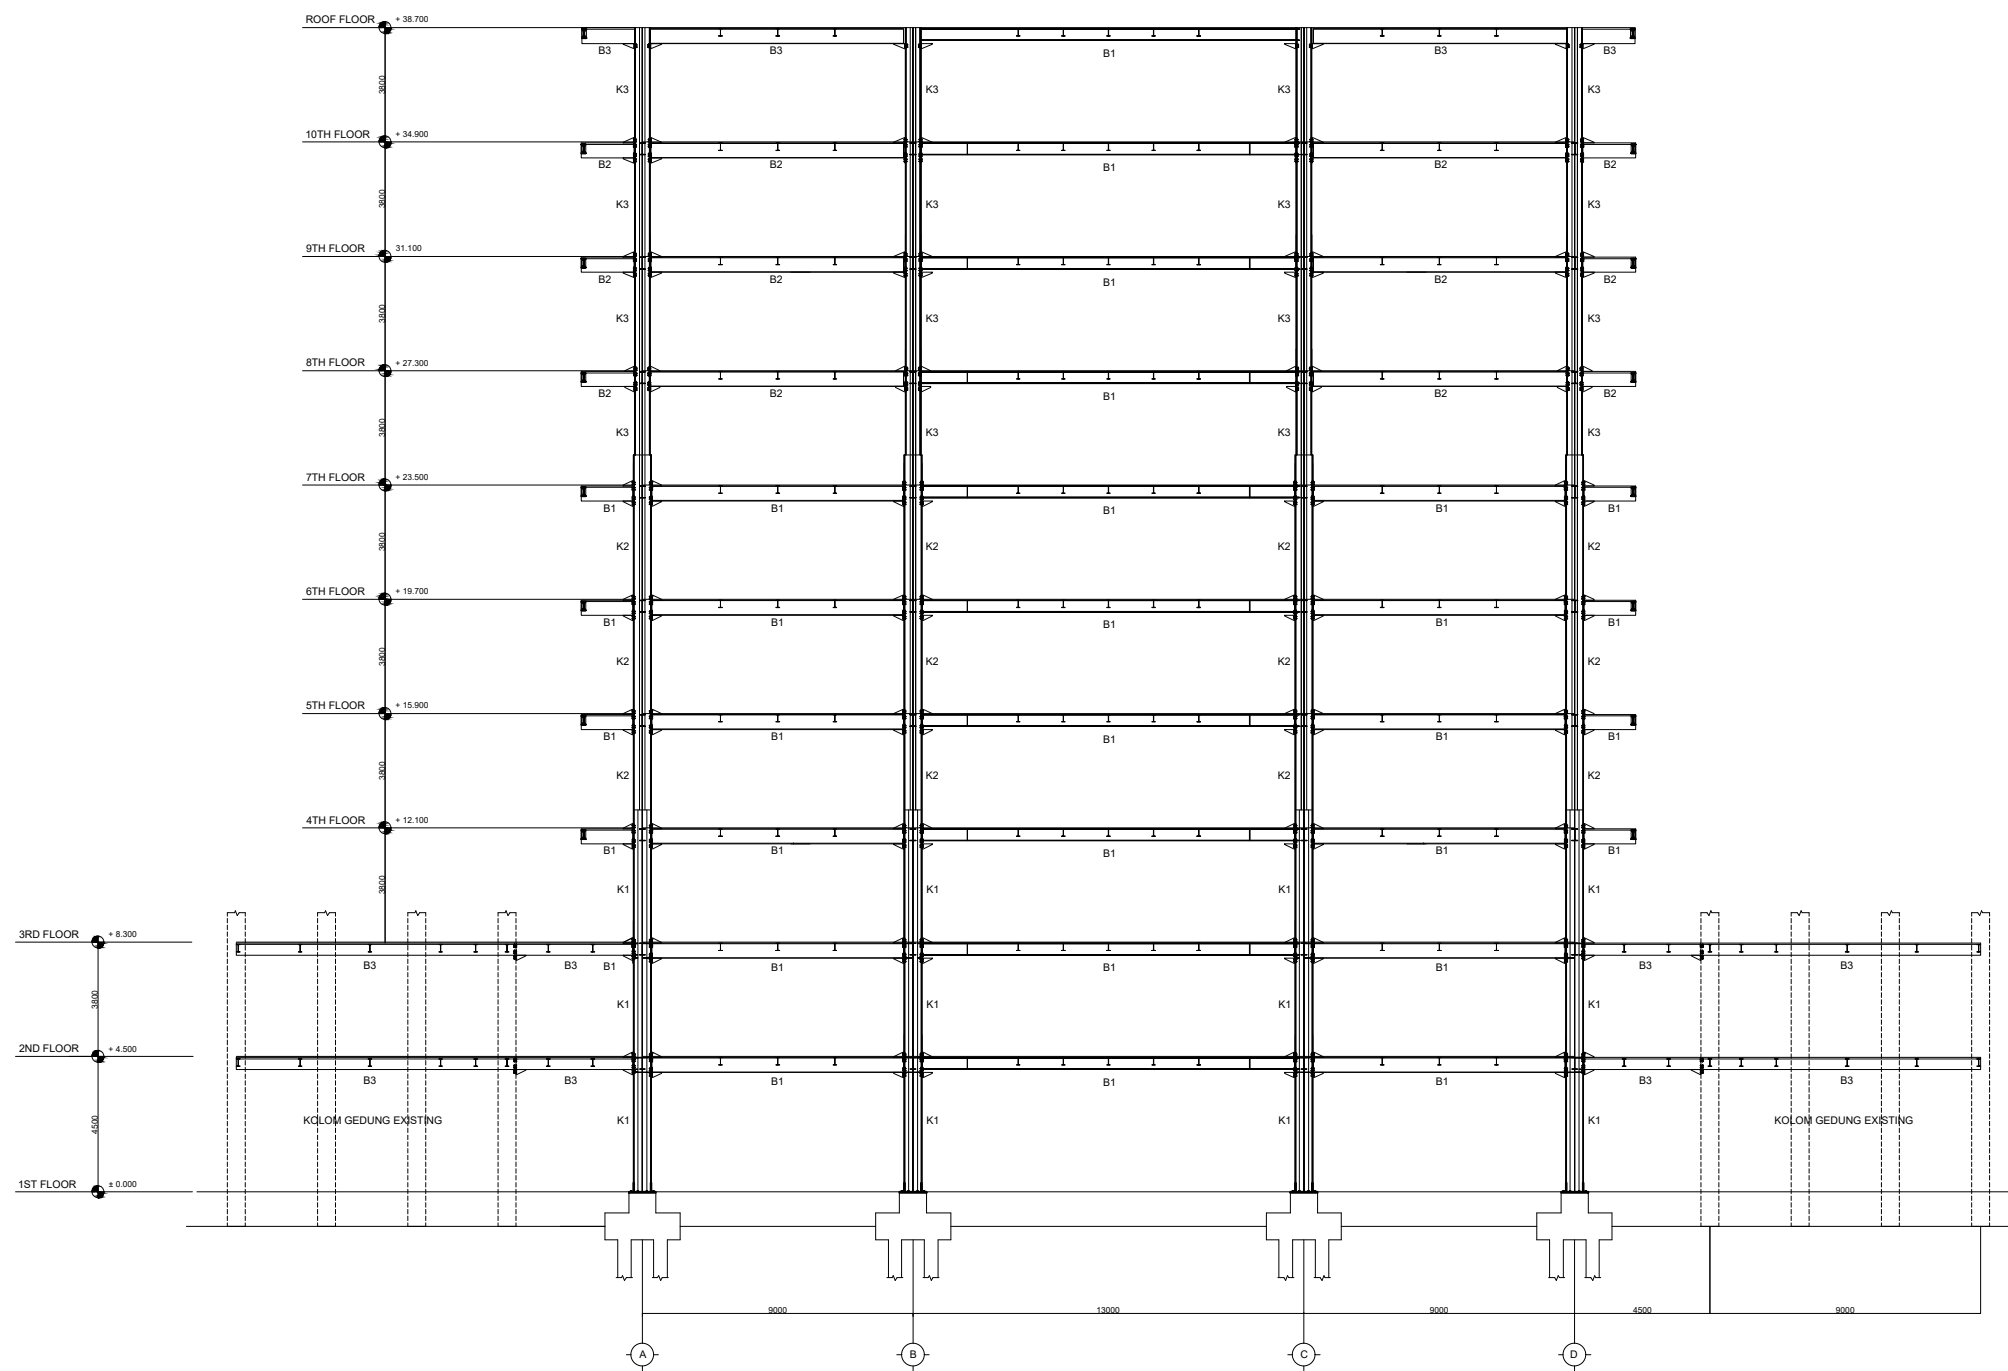 ROOF FLOOR + 38.700
B3 B3 B1 B3 B3
3800 K3 K3 K3 K3
10TH FLOOR + 34.900
B2 B2 B1 B2 B2
3800 K3 K3 K3 K3
9TH FLOOR 31.100
B2 B2 B1 B2 B2
3800 K3 K3 K3 K3
8TH FLOOR + 27.300
B2 B2 B1 B2 B2
3800 K3 K3 K3 K3
7TH FLOOR + 23.500
B1 B1 B1 B1 B1
3800 K2 K2 K2 K2
6TH FLOOR + 19.700
B1 B1 B1 B1 B1
3800 K2 K2 K2 K2
5TH FLOOR + 15.900
B1 B1 B1 B1 B1
3800 K2 K2 K2 K2
4TH FLOOR + 12.100
B1 B1 B1 B1 B1
3800 K1 K1 K1 K1
3RD FLOOR + 8.300
B3 B3 B1 B1 B1 B1 B3 B3
3800 K1 K1 K1 K1
2ND FLOOR + 4.500
B3 B3 B1 B1 B1 B3 B3
4500 KOLOM GEDUNG EXISTING K1 K1 K1 K1 KOLOM GEDUNG EXISTING
1ST FLOOR ± 0.000
9000 13000 9000 4500 9000
A B C D